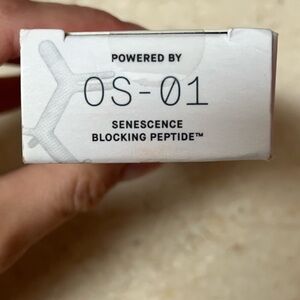 POWERED BY
OS-01
SENESCENCE
BLOCKING PEPTIDE™